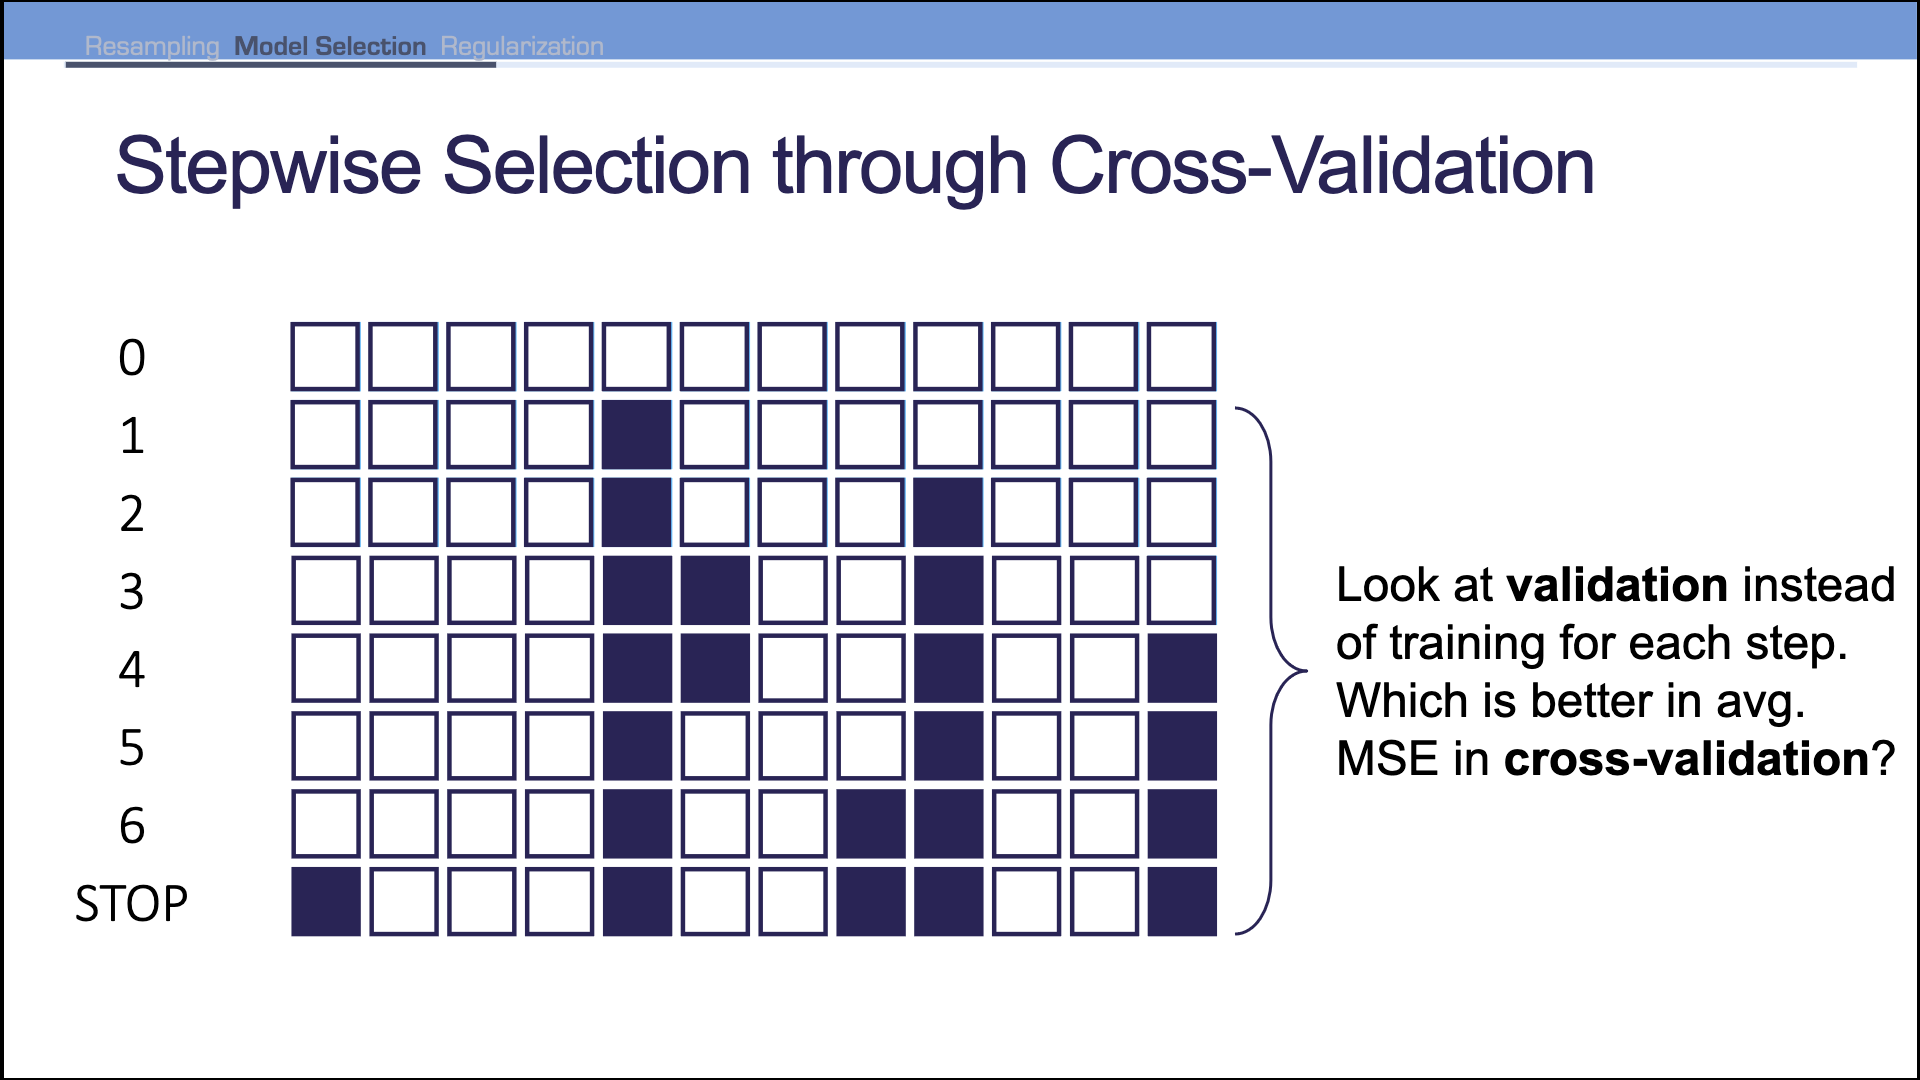 Resampling Model Selection Regularization
Stepwise Selection through Cross-Validation
0
1
2
3
4
5
6
STOP
Look at validation instead
of training for each step.
Which is better in avg.
MSE in cross-validation?